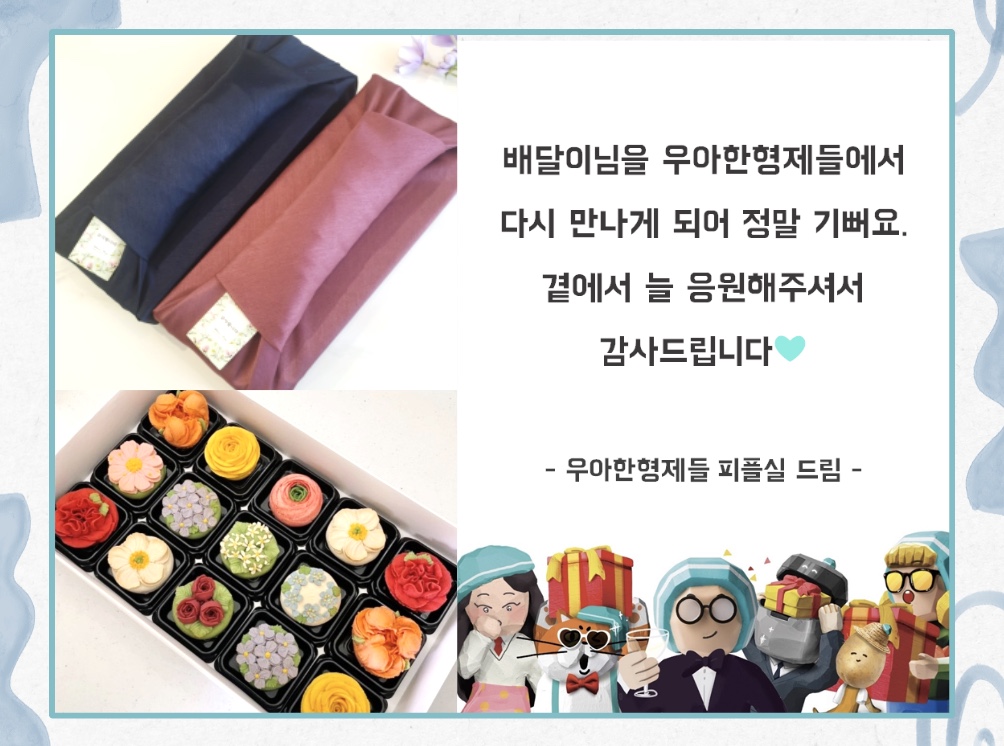 배달이님을 우아한형제들에서
다시 만나게 되어 정말 기뻐요.
곁에서 늘 응원해주셔서
감사드립니다
- 우아한형제들 피플실 드림 -